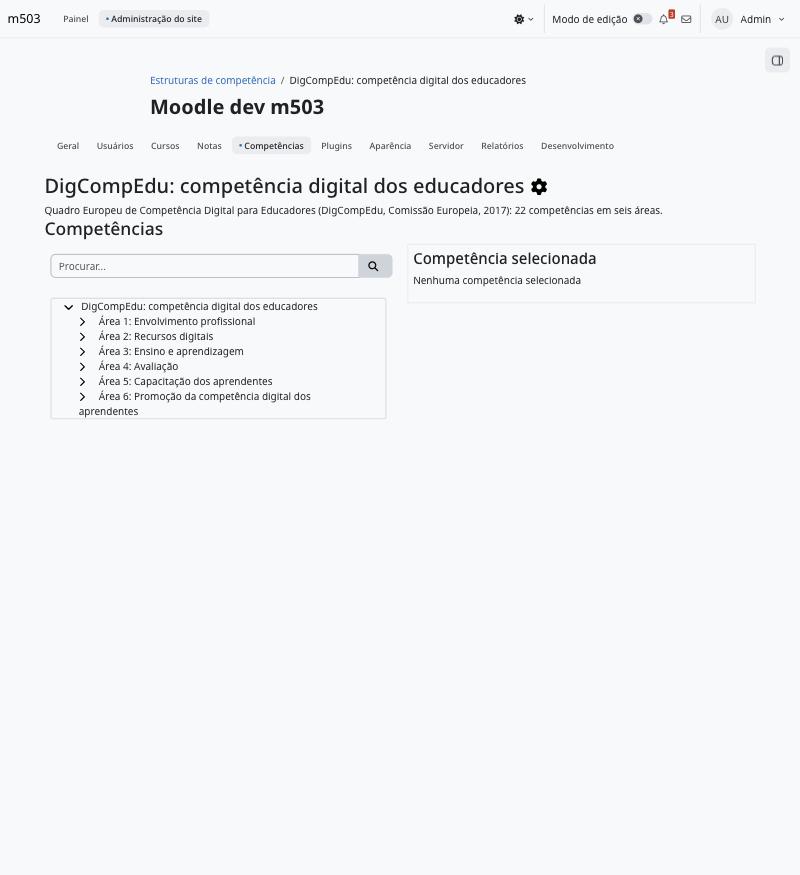 m503
Painel
Administração do site
Modo de edição
3
AU
Admin
Estruturas de competência / DigCompEdu: competência digital dos educadores
Moodle dev m503
Geral
Usuários
Cursos
Notas
Competências
Plugins
Aparência
Servidor
Relatórios
Desenvolvimento
DigCompEdu: competência digital dos educadores
Quadro Europeu de Competência Digital para Educadores (DigCompEdu, Comissão Europeia, 2017): 22 competências em seis áreas.
Competências
Procurar...
DigCompEdu: competência digital dos educadores
Área 1: Envolvimento profissional
Área 2: Recursos digitais
Área 3: Ensino e aprendizagem
Área 4: Avaliação
Área 5: Capacitação dos aprendentes
Área 6: Promoção da competência digital dos
aprendentes
Competência selecionada
Nenhuma competência selecionada